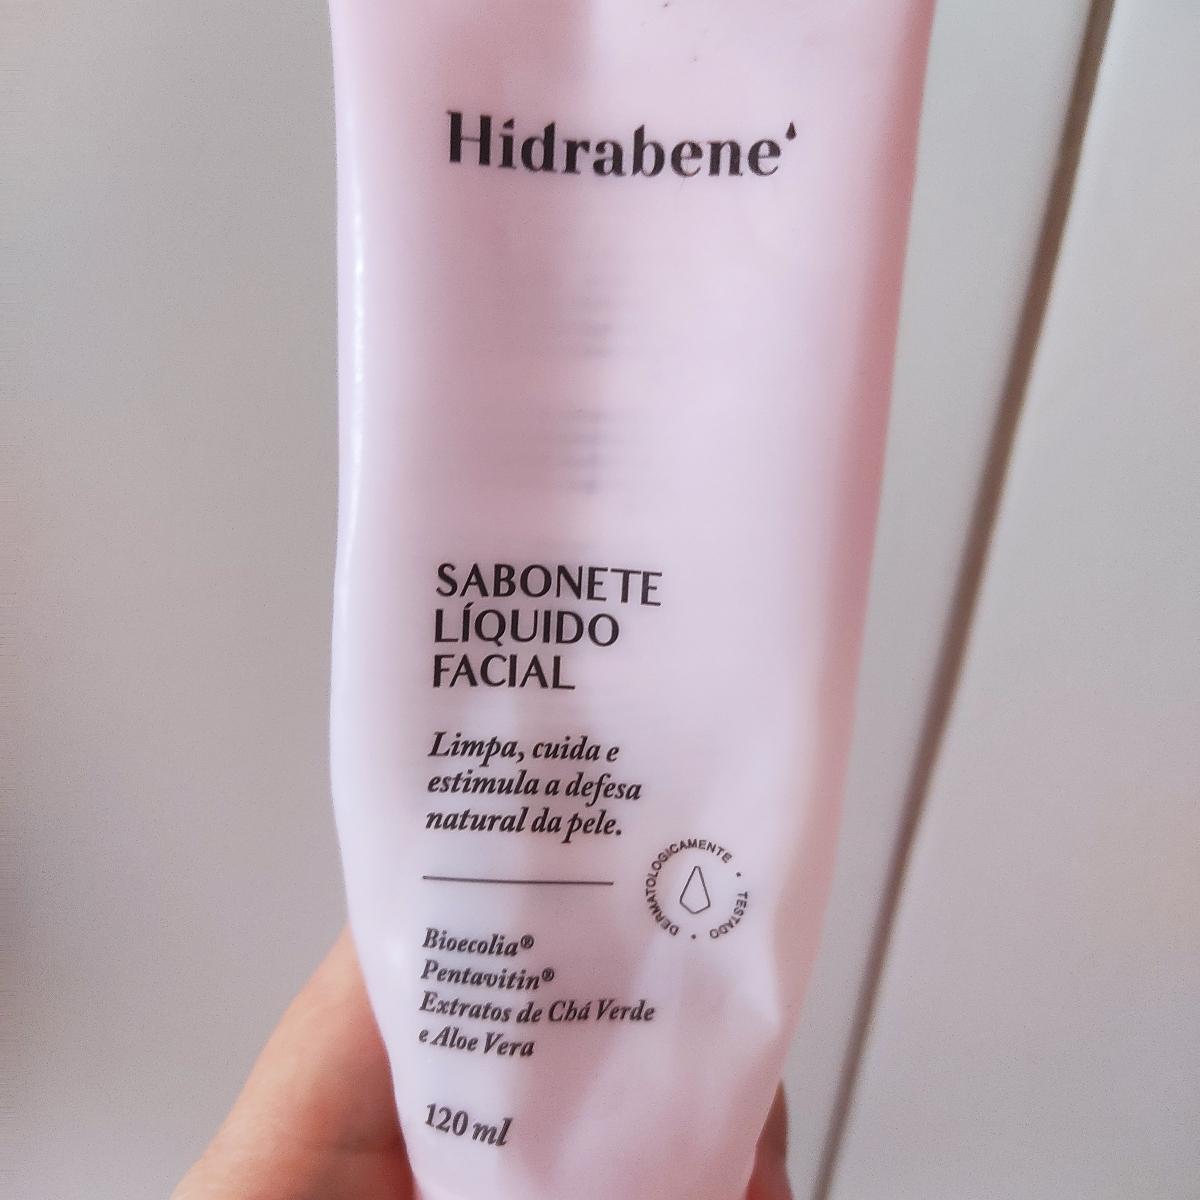 Hidrabene
SABONETE
LÍQUIDO
FACIAL
Limpa, cuida e
estimula a defesa
natural da pele.
DERMATOLOGICAMENTE • TESTADO •
Bioecolia®
Pentavitin®
Extratos de Chá Verde
e Aloe Vera
120 ml